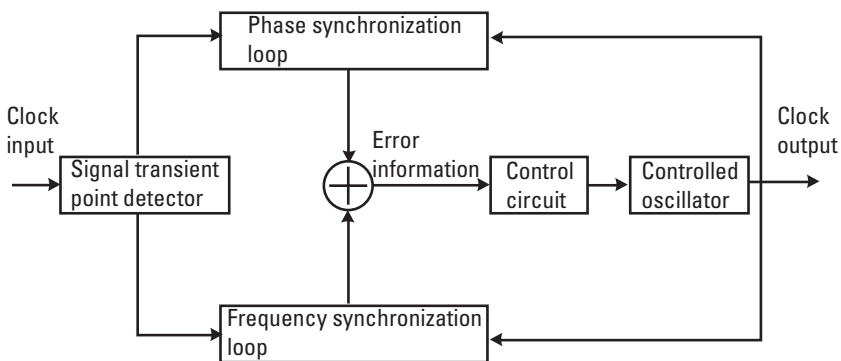 Phase synchronization
loop
Clock
input
Signal transient
point detector
Error
information
Control
circuit
Controlled
oscillator
Clock
output
Frequency synchronization
loop